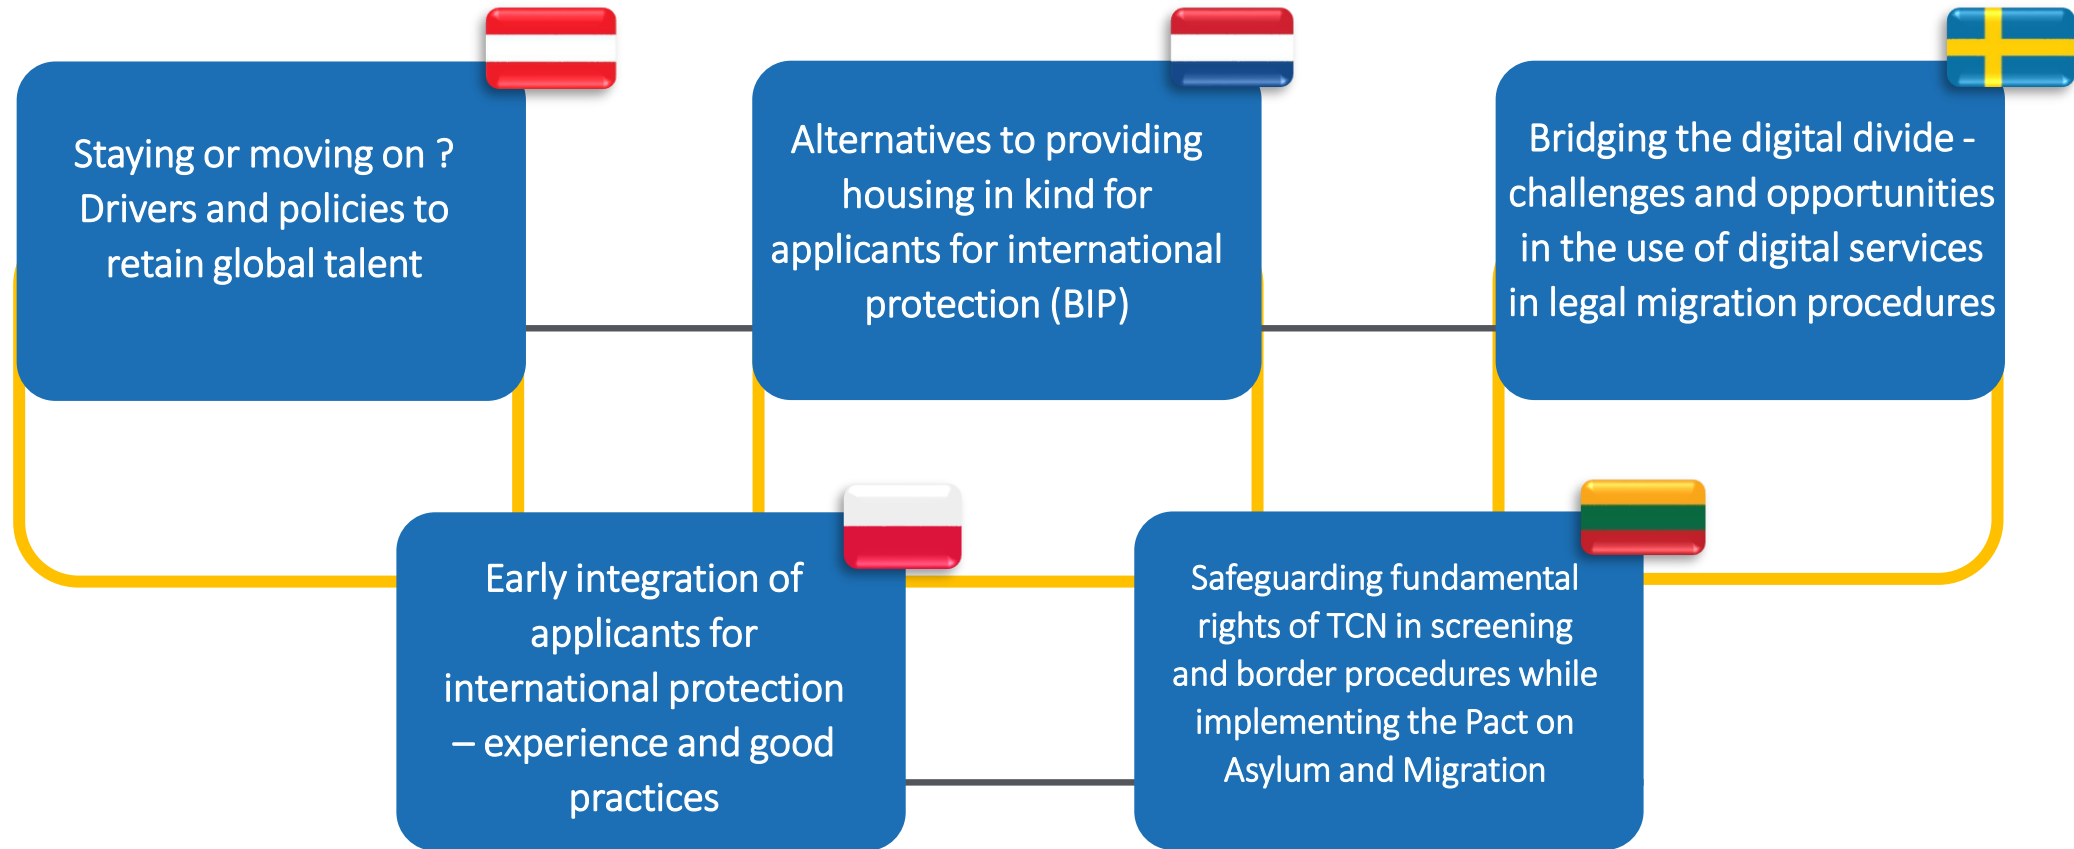 Staying or moving on ?
Drivers and policies to
retain global talent
Alternatives to providing
housing in kind for
applicants for international
protection (BIP)
Bridging the digital divide -
challenges and opportunities
in the use of digital services
in legal migration procedures
Early integration of
applicants for
international protection
– experience and good
practices
Safeguarding fundamental
rights of TCN in screening
and border procedures while
implementing the Pact on
Asylum and Migration